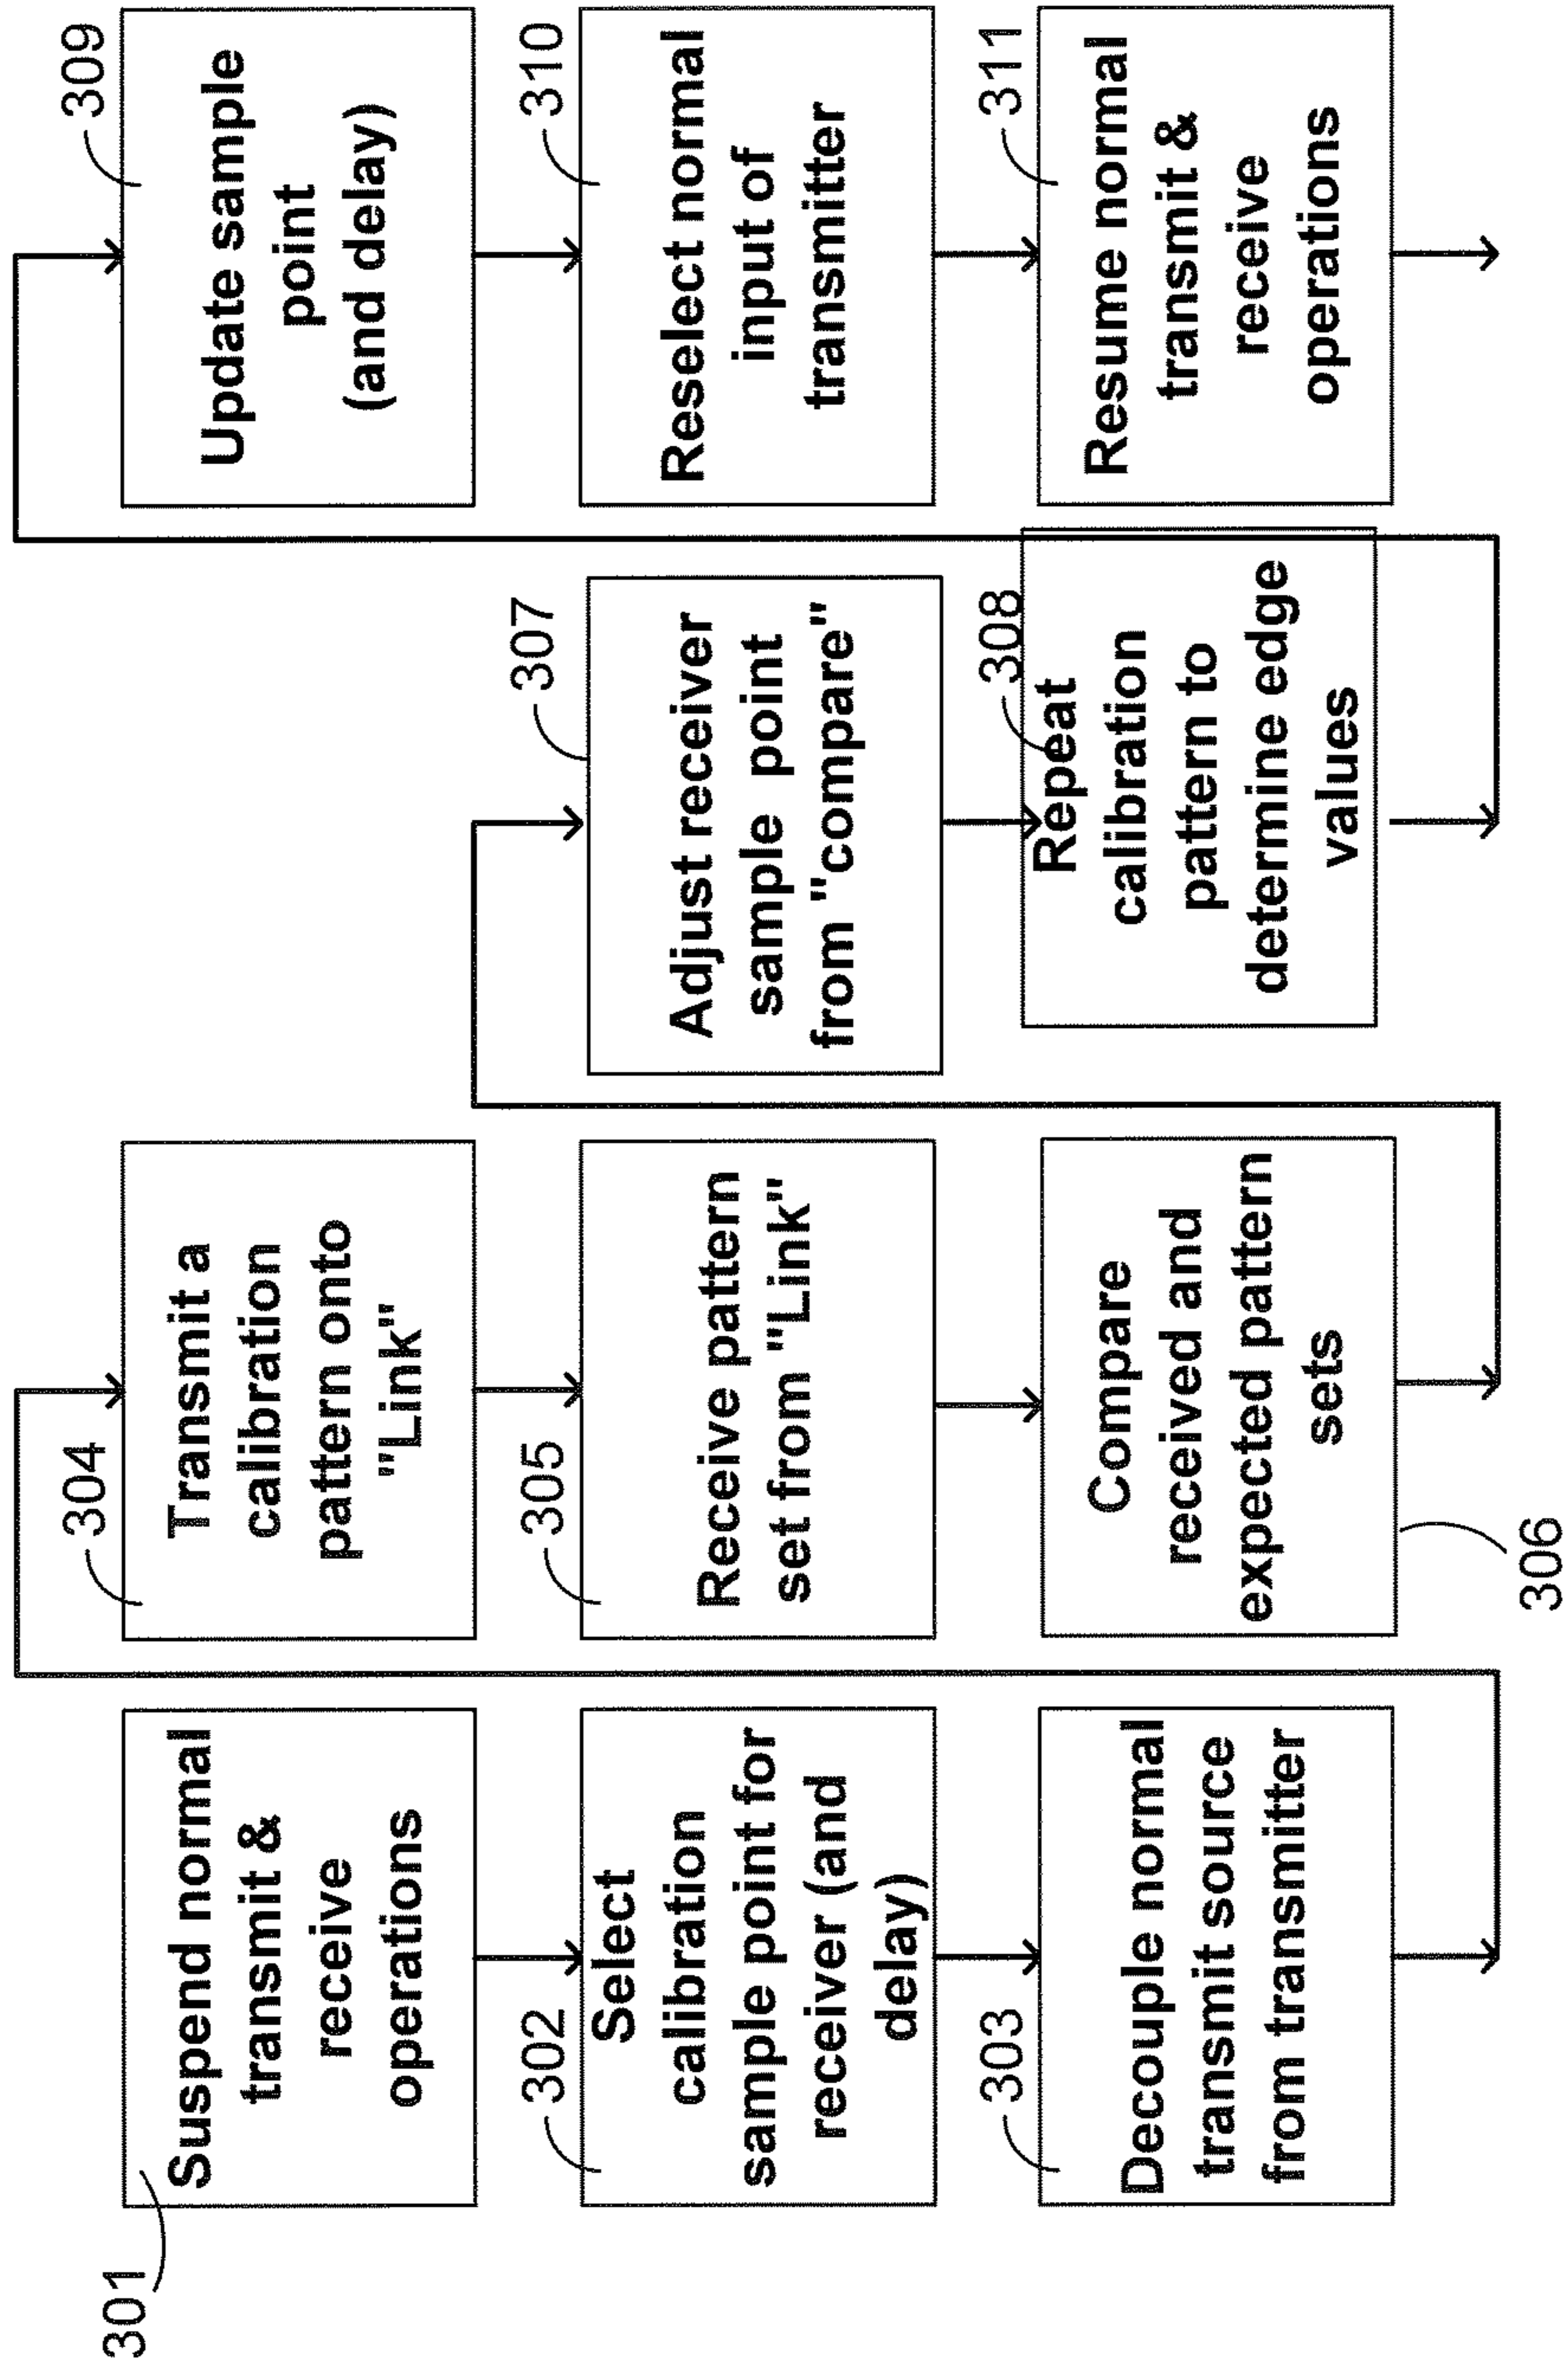 301
Suspend normal
transmit &
receive
operations
302
Select
calibration
sample point for
receiver (and
delay)
303
Decouple normal
transmit source
from transmitter
304
Transmit a
calibration
pattern onto
"Link"
305
Receive pattern
set from "Link"
Compare
received and
expected pattern
sets
306
307
Adjust receiver
sample point
from "compare"
308
Repeat
calibration
pattern to
determine edge
values
309
Update sample
point
(and delay)
310
Reselect normal
input of
transmitter
311
Resume normal
transmit &
receive
operations